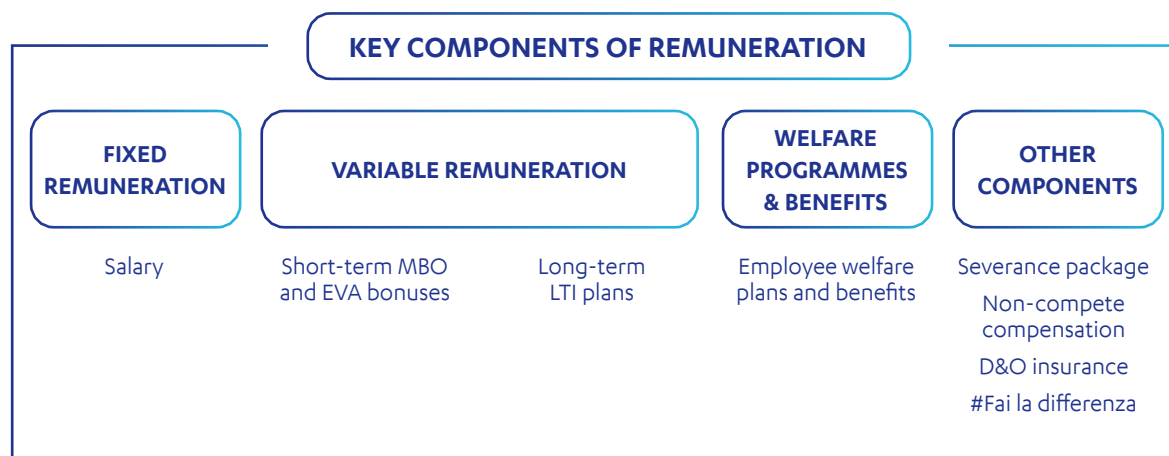 KEY COMPONENTS OF REMUNERATION
FIXED
REMUNERATION
Salary
VARIABLE REMUNERATION
Short-term MBO
and EVA bonuses
Long-term
LTI plans
WELFARE
PROGRAMMES
& BENEFITS
Employee welfare
plans and benefits
OTHER
COMPONENTS
Severance package
Non-compete
compensation
D&O insurance
#Fai la differenza